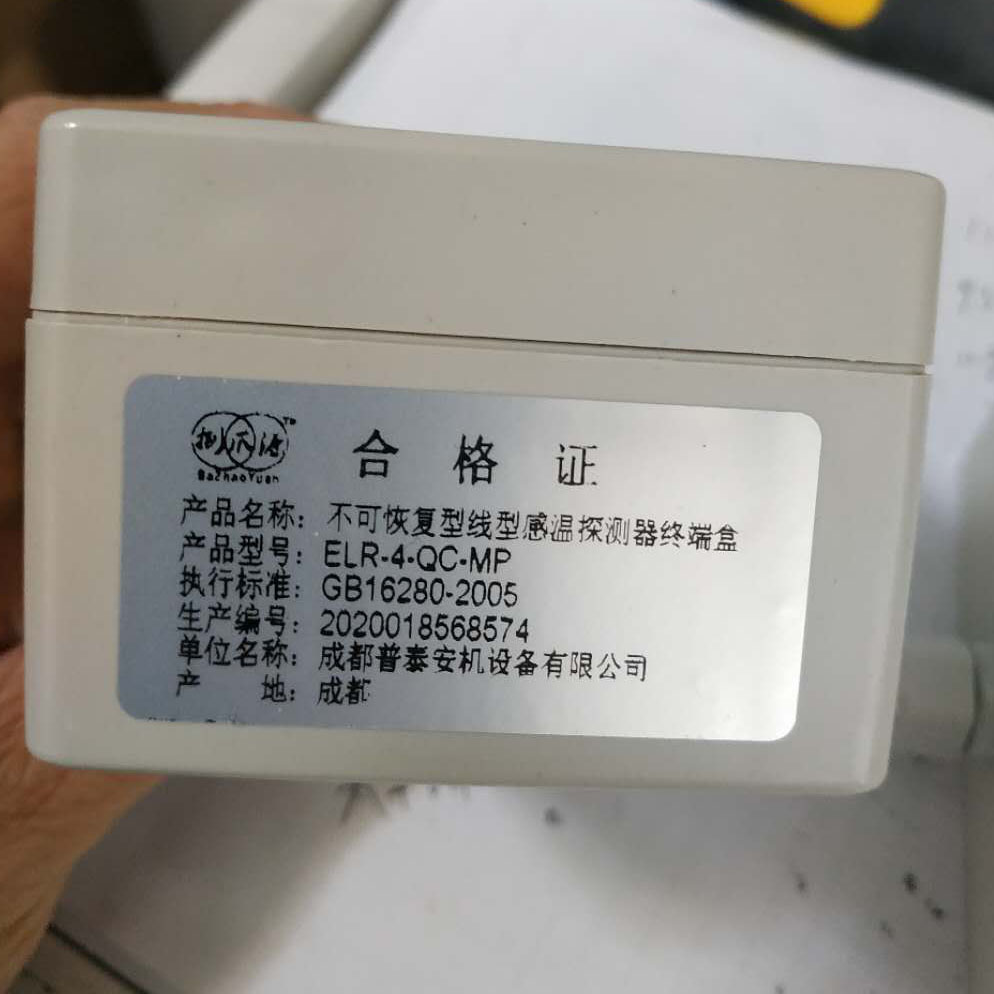 BaZhaoYuan
TM
合格证
产品名称：不可恢复型线型感温探测器终端盒
产品型号：ELR-4-QC-MP
执行标准：GB16280-2005
生产编号：2020018568574
单位名称：成都普泰安机设备有限公司
产地：成都